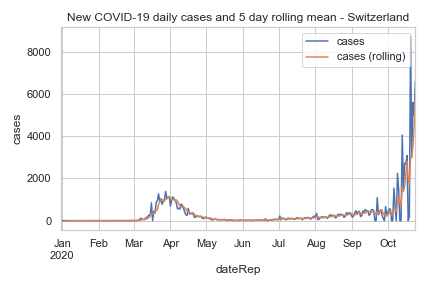 New COVID-19 daily cases and 5 day rolling mean - Switzerland
cases
cases (rolling)
8000
6000
4000
2000
0
cases
Jan Feb Mar Apr May Jun Jul Aug Sep Oct
2020
dateRep